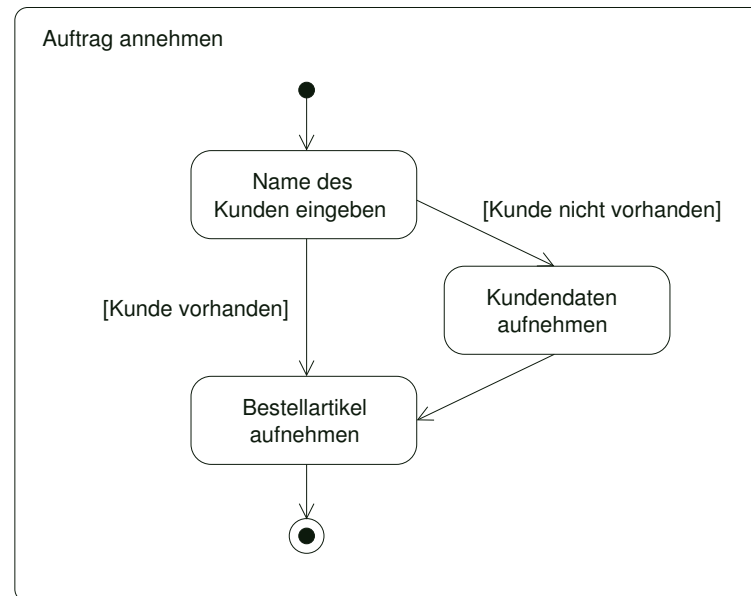 Auftrag annehmen
Name des
Kunden eingeben
[Kunde nicht vorhanden]
Kundendaten
aufnehmen
[Kunde vorhanden]
Bestellartikel
aufnehmen